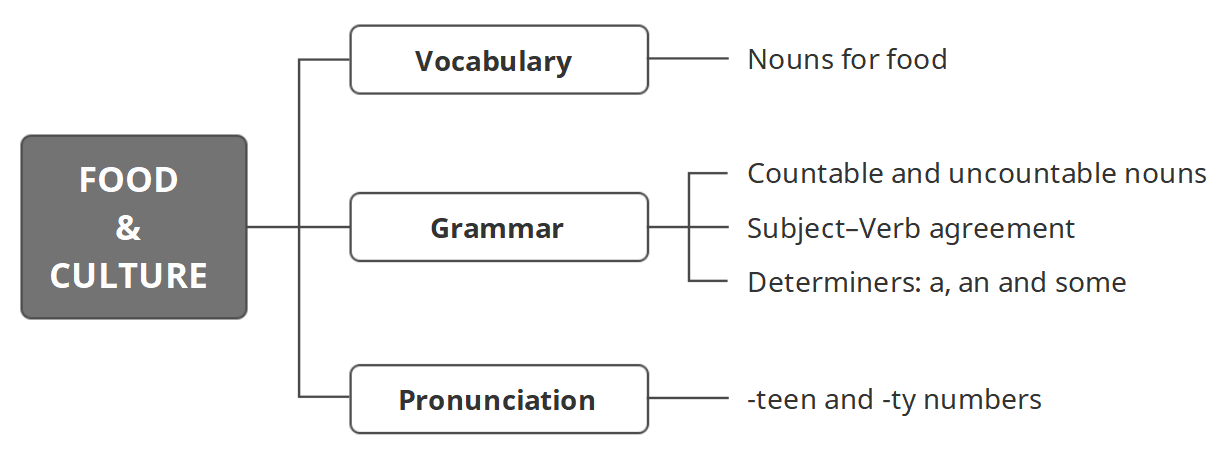 FOOD
&
CULTURE
Vocabulary
Nouns for food
Grammar
Countable and uncountable nouns
Subject–Verb agreement
Determiners: a, an and some
Pronunciation
-teen and -ty numbers